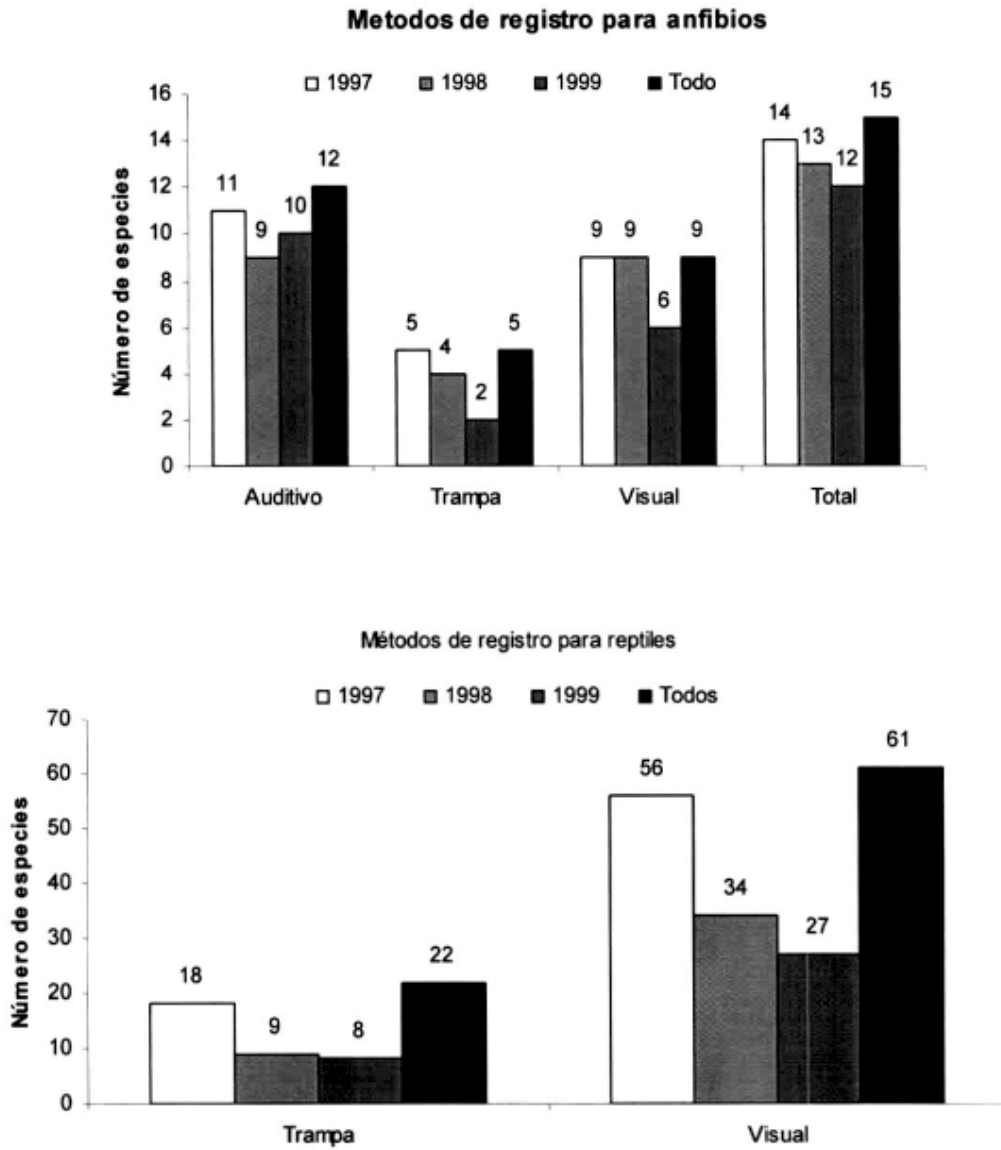 Metodos de registro para anfibios
1997 1998 1999 Todo
Número de especies
16
14
12
10
8
6
4
2
0
11 9 10 12
5 4 2 5
9 9 6 9
14 13 12 15
Auditivo Trampa Visual Total
Métodos de registro para reptiles
1997 1998 1999 Todos
Número de especies
70
60
50
40
30
20
10
0
18 9 8 22
56 34 27 61
Trampa Visual